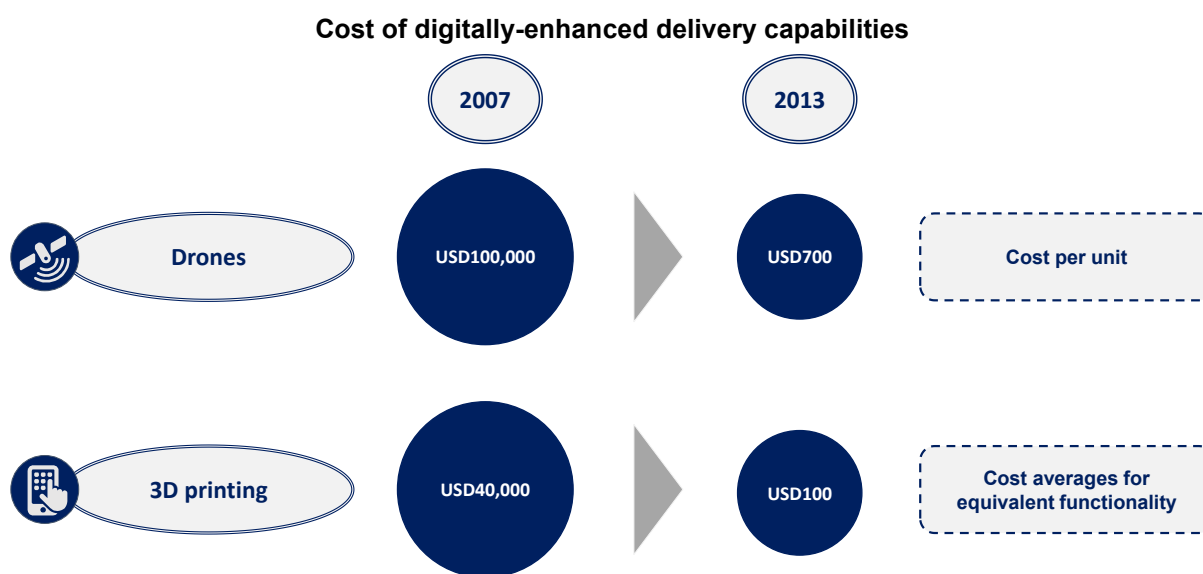 Cost of digitally-enhanced delivery capabilities
2007
2013
Drones
USD100,000
USD700
Cost per unit
3D printing
USD40,000
USD100
Cost averages for
equivalent functionality